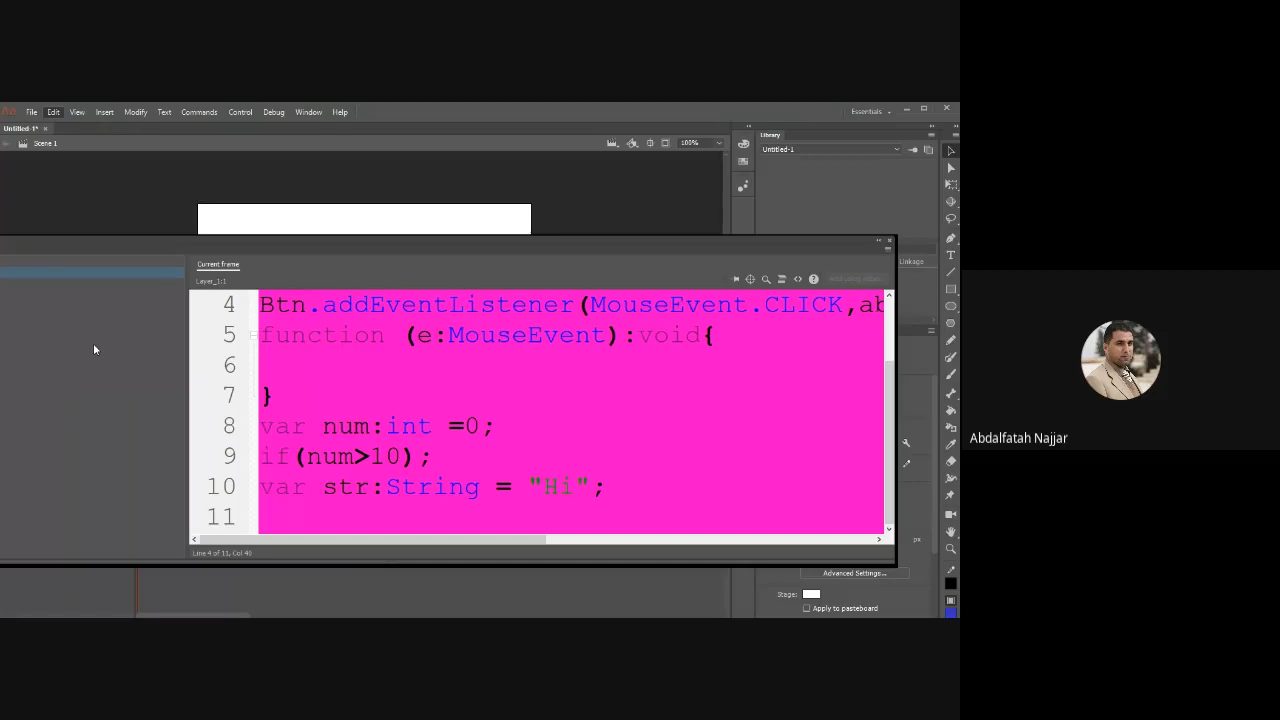 File Edit View Insert Modify Text Commands Control Debug Window Help
Essentials
Untitled-1*
Scene 1
100%
Library
Untitled-1
Linkage
Current frame
Layer_1:1
4 Btn.addEventListener(MouseEvent.CLICK,ab
5 function (e:MouseEvent):void{
6
7 }
8 var num:int =0;
9 if(num>10);
10 var str:String = "Hi";
11
Line 4 of 11, Col 40
px
Advanced Settings...
Stage:
Apply to pasteboard
Abdalfatah Najjar